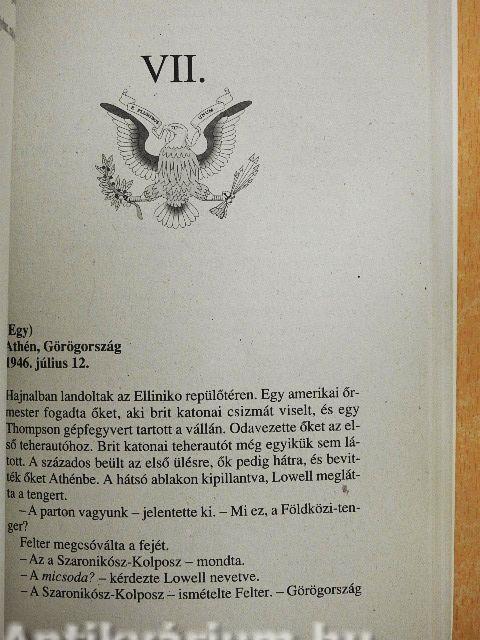 VII.
E PLURIBUS UNUM
Egy)
Athén, Görögország
1946. július 12.
Hajnalban landoltak az Elliniko repülőtéren. Egy amerikai őr-
mester fogadta őket, aki brit katonai csizmát viselt, és egy
Thompson gépfegyvert tartott a vállán. Odavezette őket az el-
ső teherautóhoz. Brit katonai teherautót még egyikük sem lá-
tott. A százados beült az első ülésre, ők pedig hátra, és bevit-
ték őket Athénbe. A hátsó ablakon kipillantva, Lowell meglát-
ta a tengert.
– A parton vagyunk – jelentette ki. – Mi ez, a Földközi-ten-
ger?
Felter megcsóválta a fejét.
– Az a Szaronikósz-Kolposz – mondta.
– A micsoda? – kérdezte Lowell nevetve.
– A Szaronikósz-Kolposz – ismételte Felter. – Görögország
Antikvárium.hu